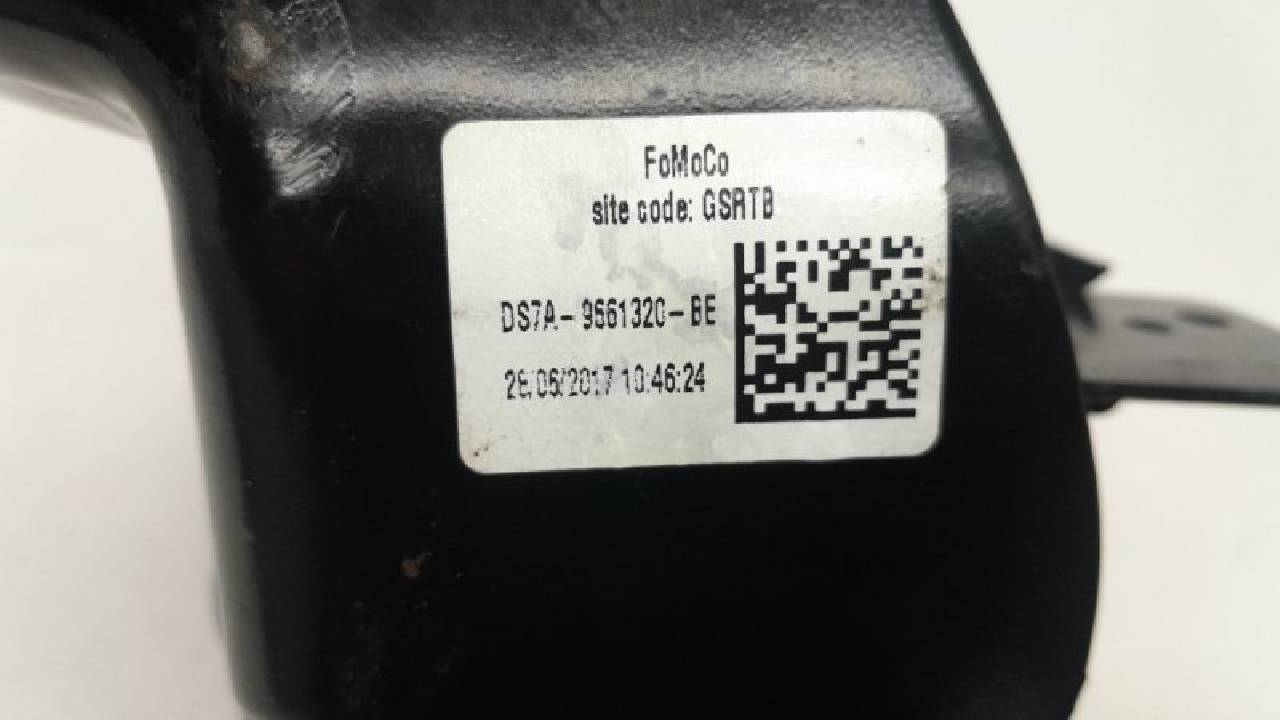 FoMoCo
site code: GSRTB
DS7A-9661320-BE
26/06/2017 10:46:24